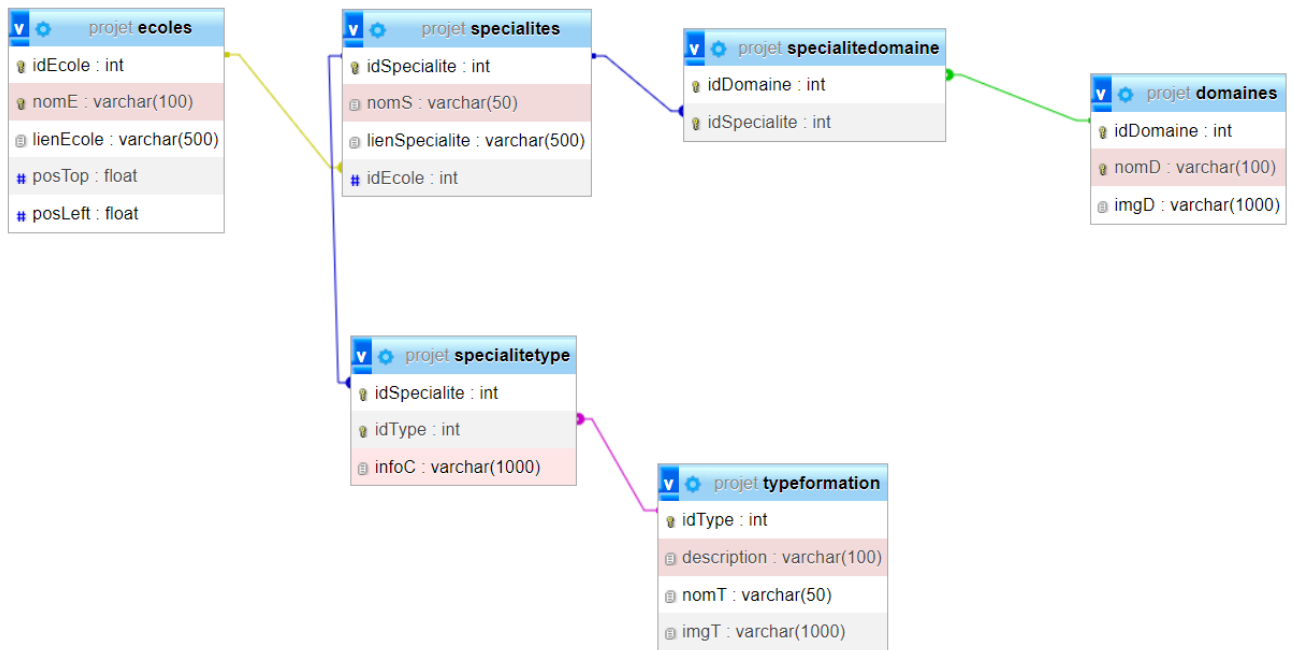 v projet ecoles
idEcole : int
nomE : varchar(100)
lienEcole : varchar(500)
# posTop : float
# posLeft : float
v projet specialites
idSpecialite : int
nomS : varchar(50)
lienSpecialite : varchar(500)
# idEcole : int
v projet specialitedomaine
idDomaine : int
idSpecialite : int
v projet domaines
idDomaine : int
nomD : varchar(100)
imgD : varchar(1000)
v projet specialitetype
idSpecialite : int
idType : int
infoC : varchar(1000)
v projet typeformation
idType : int
description : varchar(100)
nomT : varchar(50)
imgT : varchar(1000)